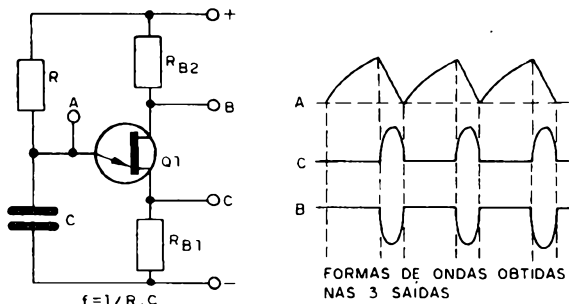 +
R
RB2
A
B
Q1
C
C
RB1
-
f=1/R.C
A
C
B
FORMAS DE ONDAS OBTIDAS
NAS 3 SAÍDAS